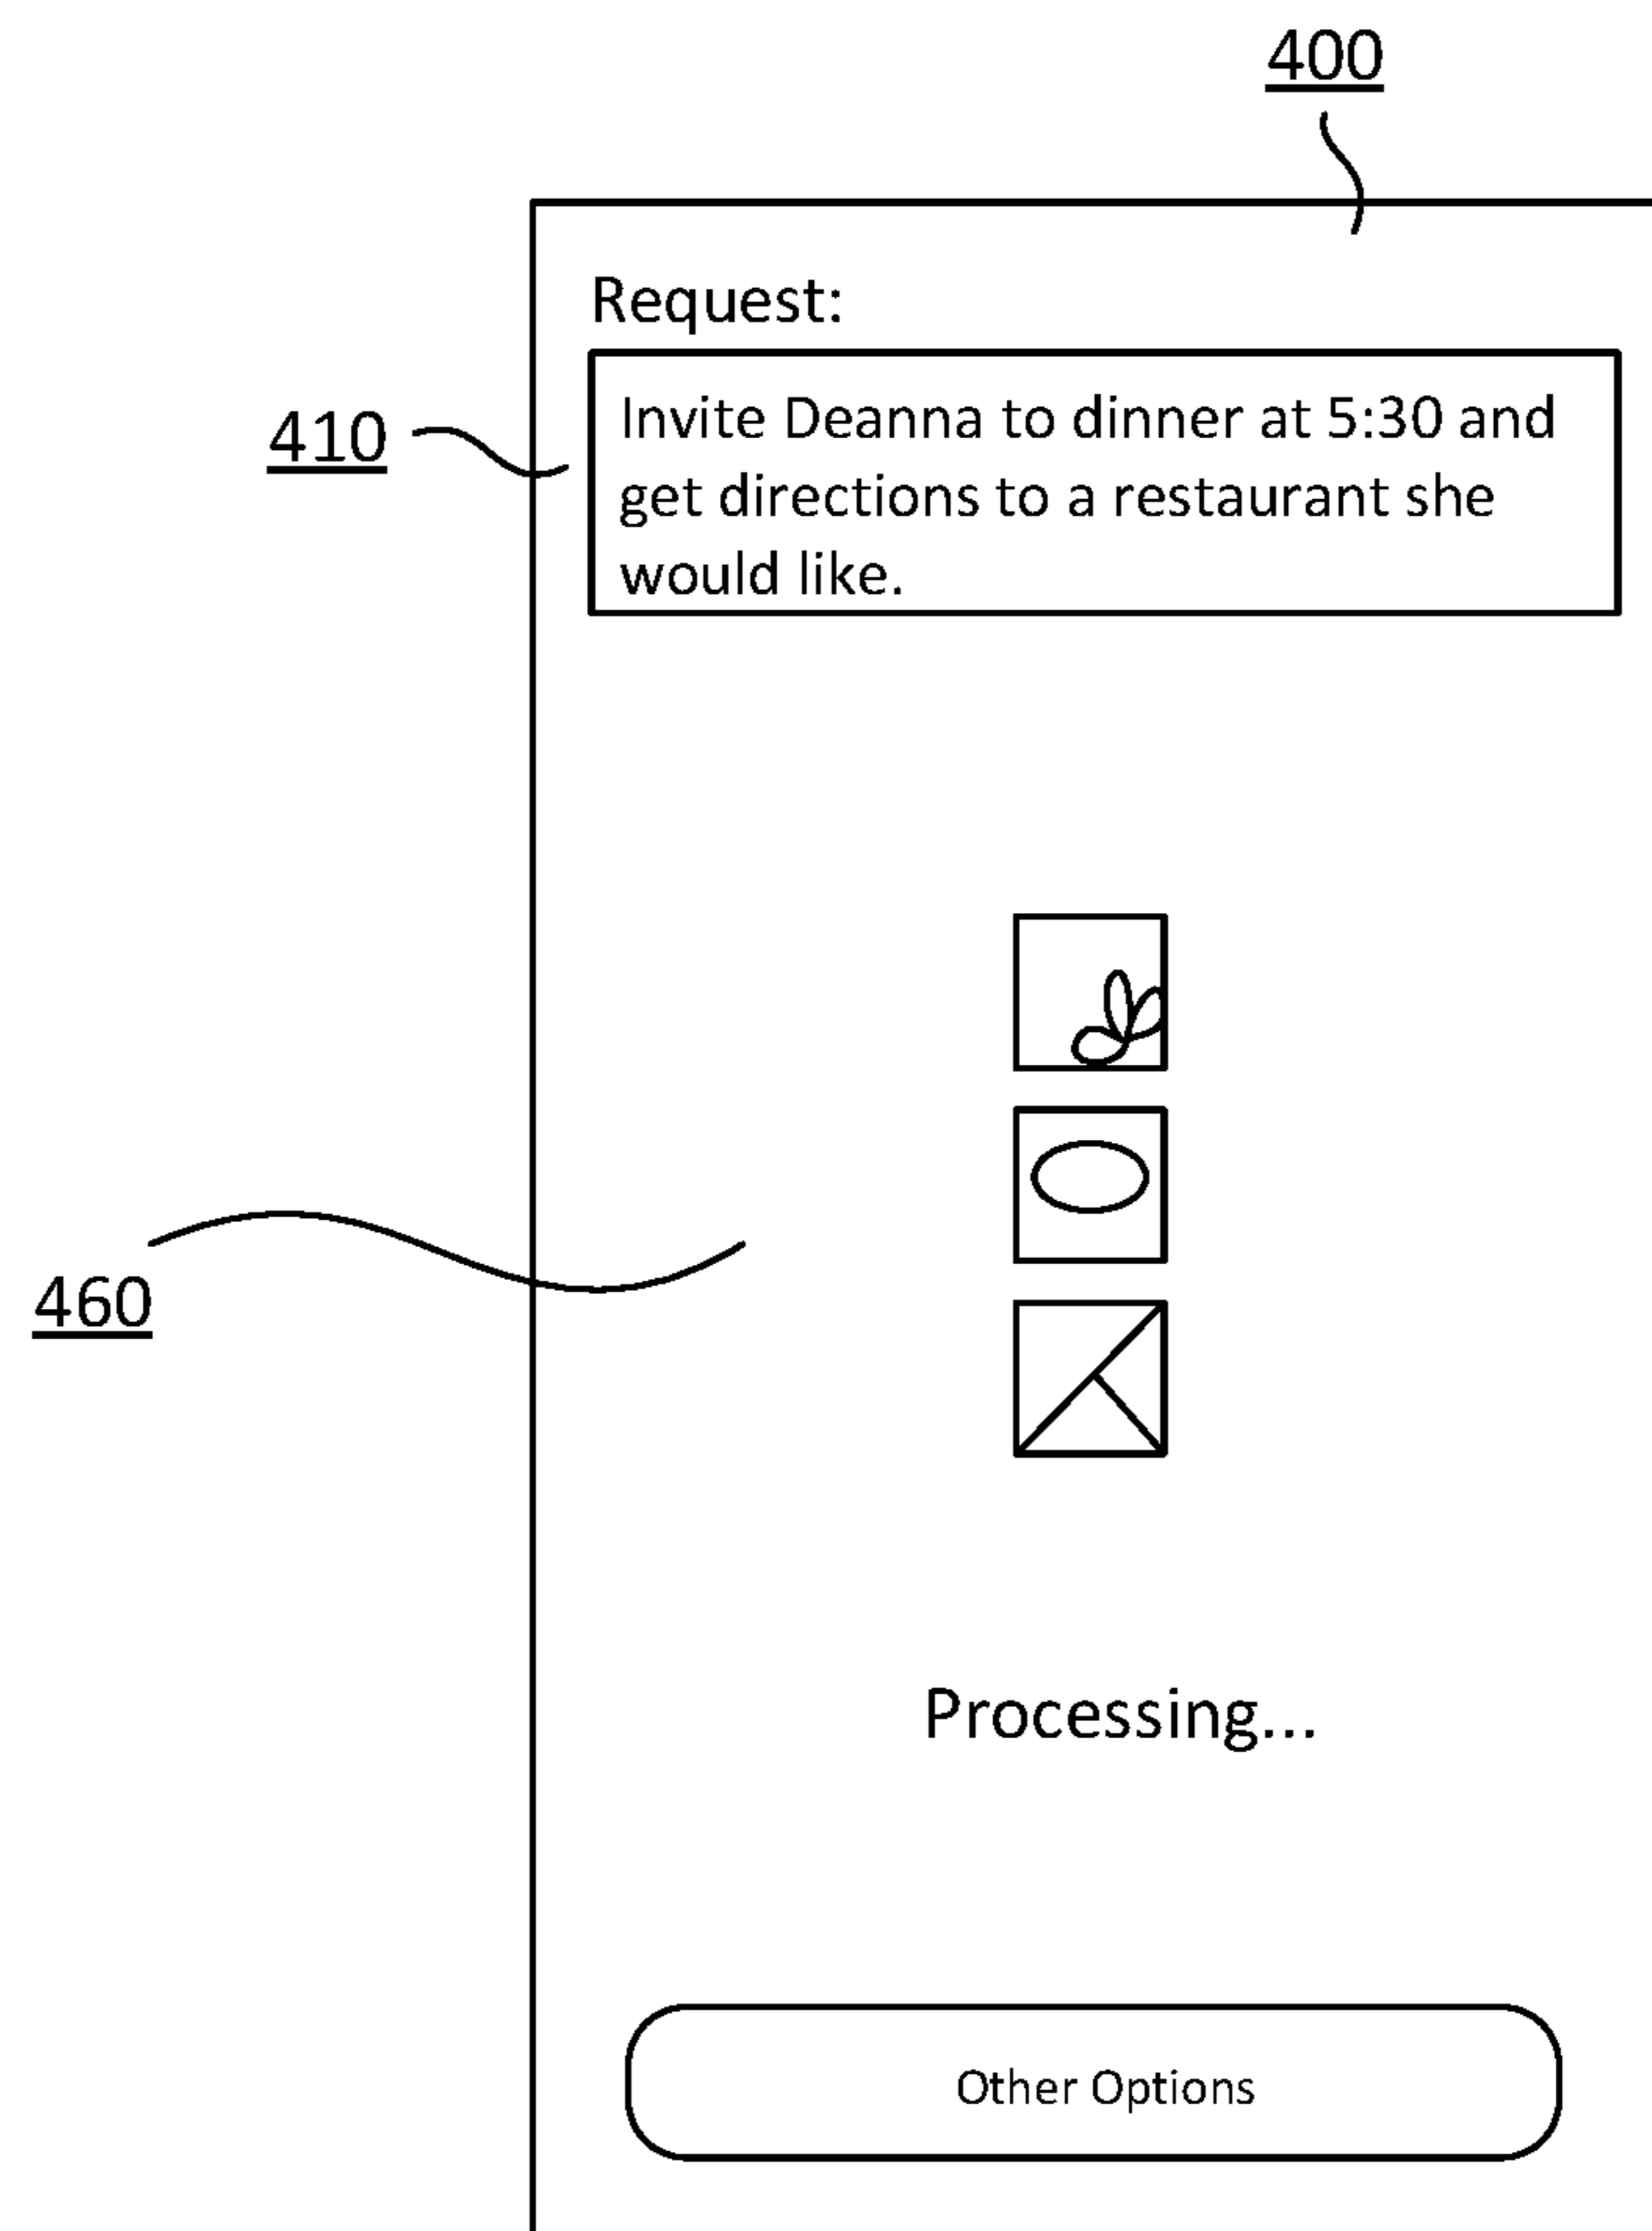 400
Request:
410
Invite Deanna to dinner at 5:30 and
get directions to a restaurant she
would like.
460
Processing...
Other Options